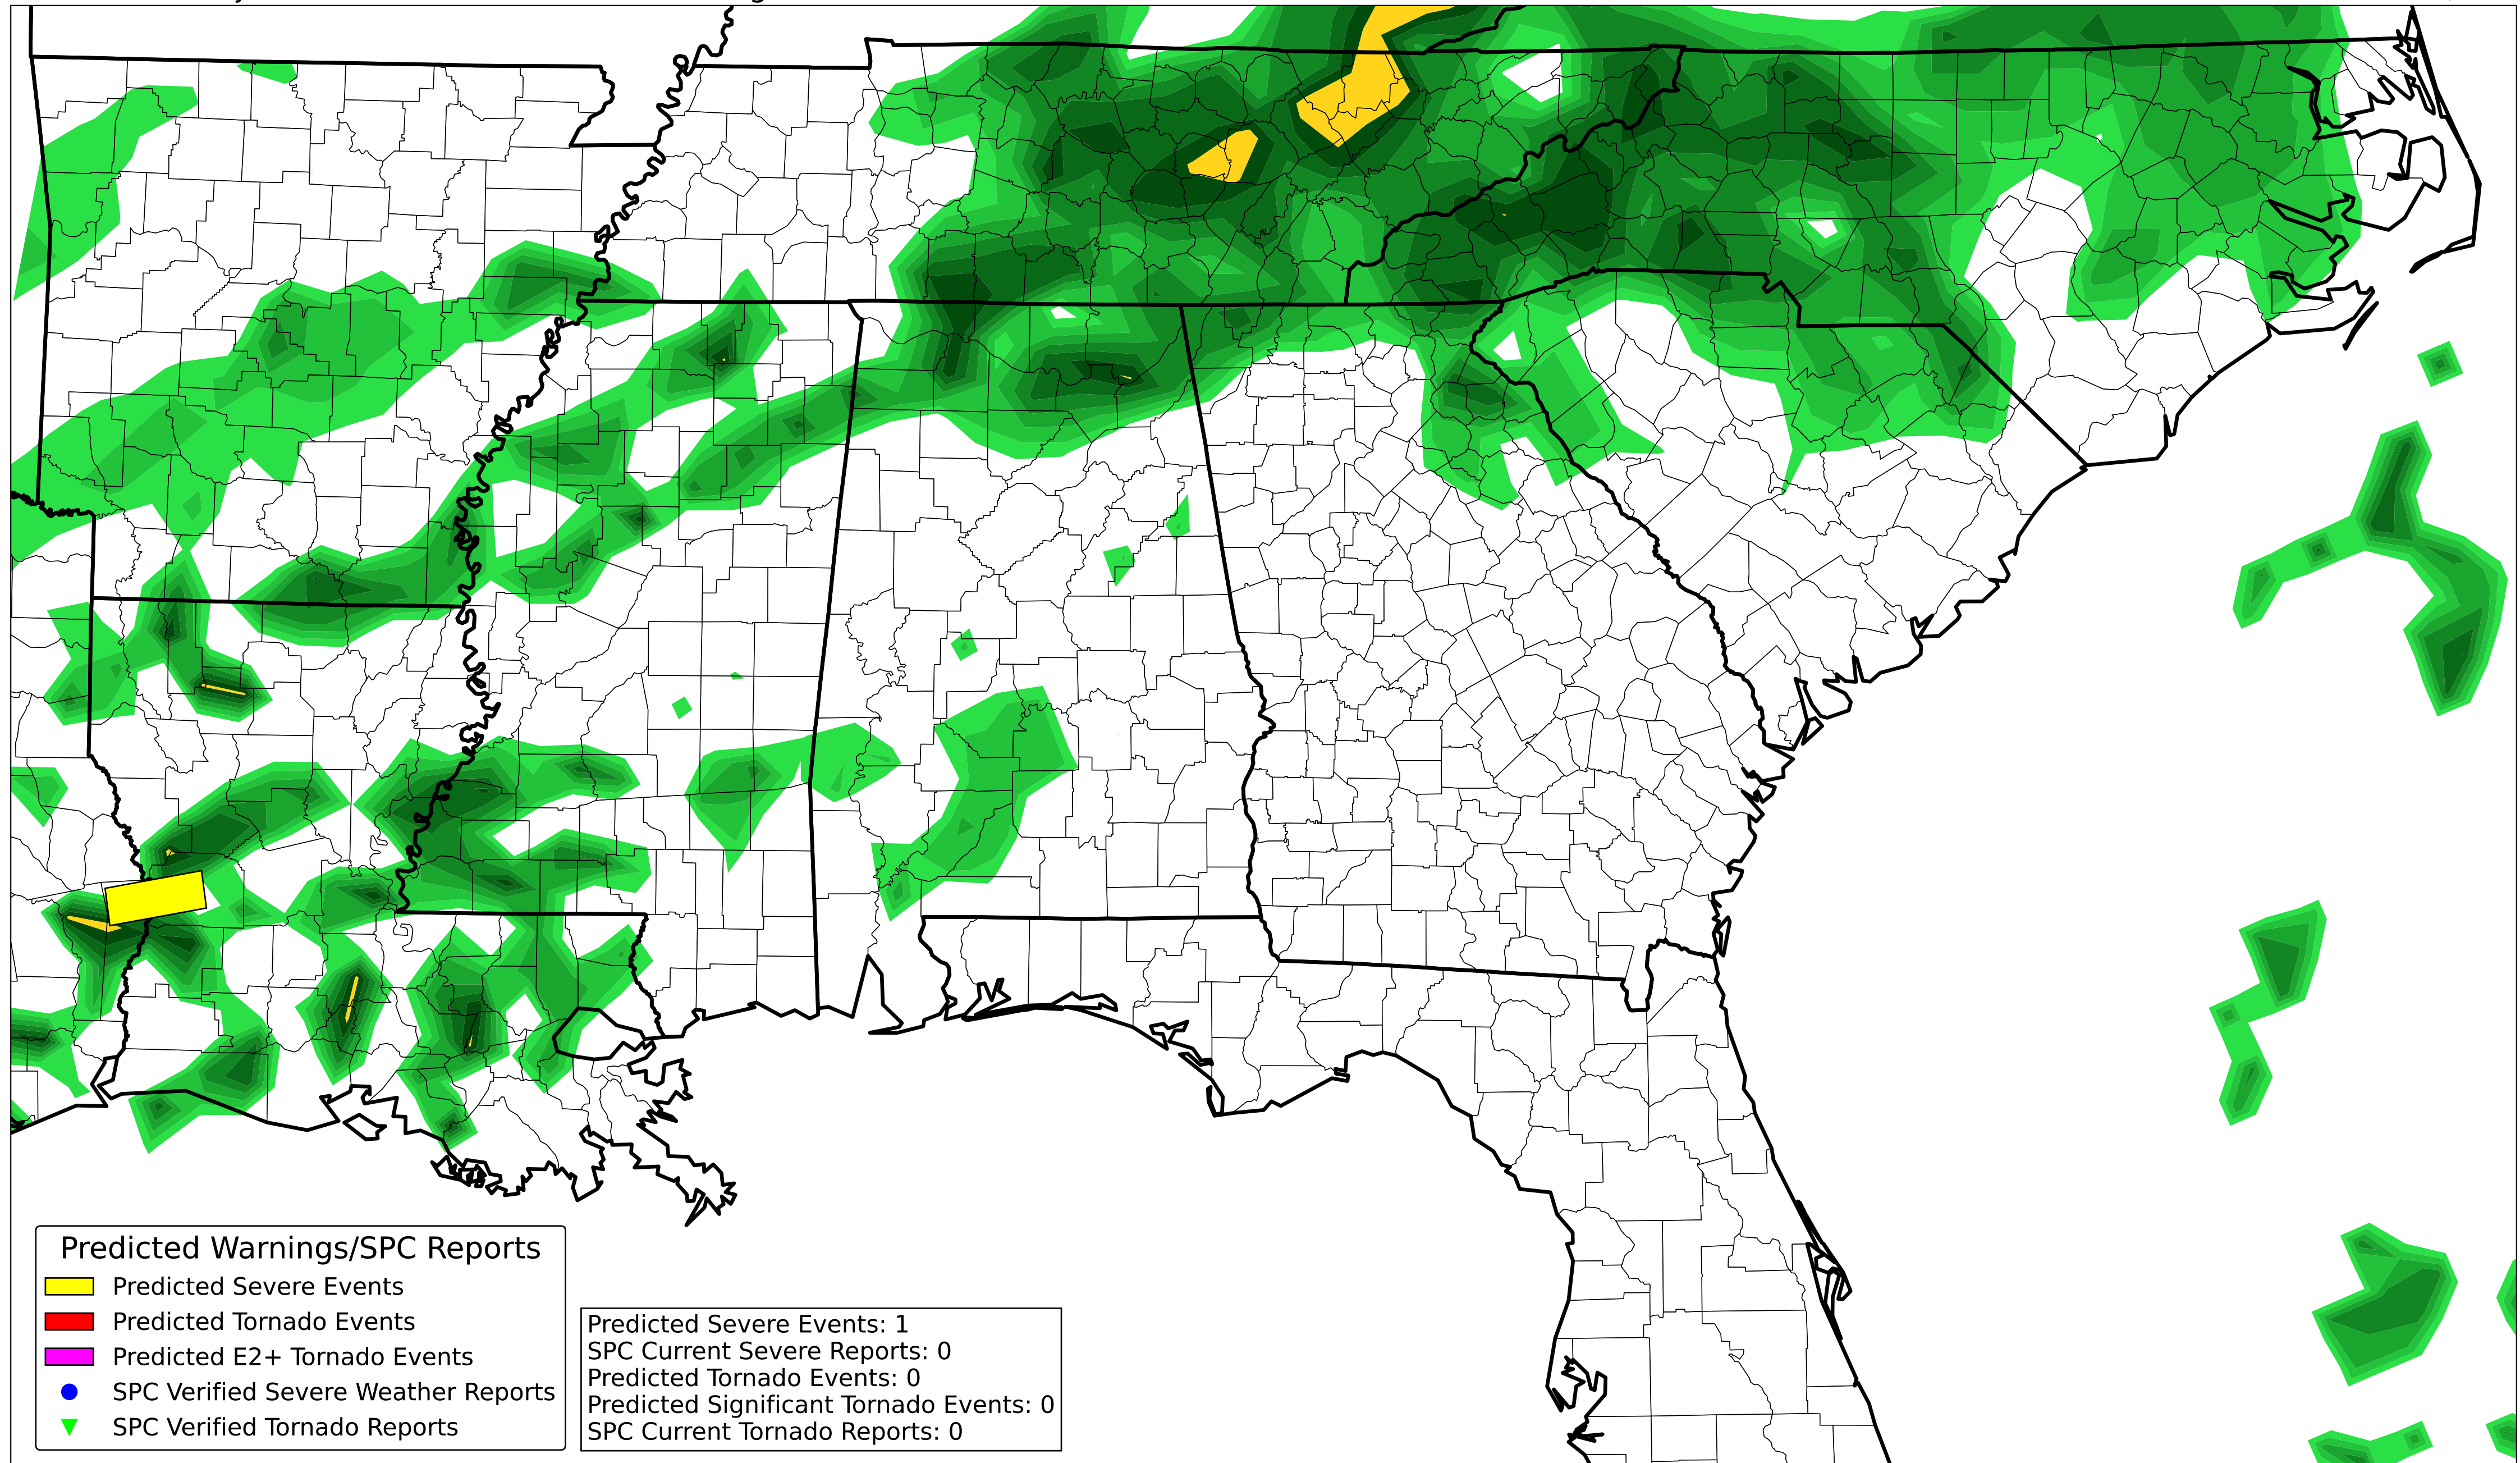 Predicted Warnings/SPC Reports
Predicted Severe Events
Predicted Tornado Events
Predicted E2+ Tornado Events
SPC Verified Severe Weather Reports
SPC Verified Tornado Reports
Predicted Severe Events: 1
SPC Current Severe Reports: 0
Predicted Tornado Events: 0
Predicted Significant Tornado Events: 0
SPC Current Tornado Reports: 0